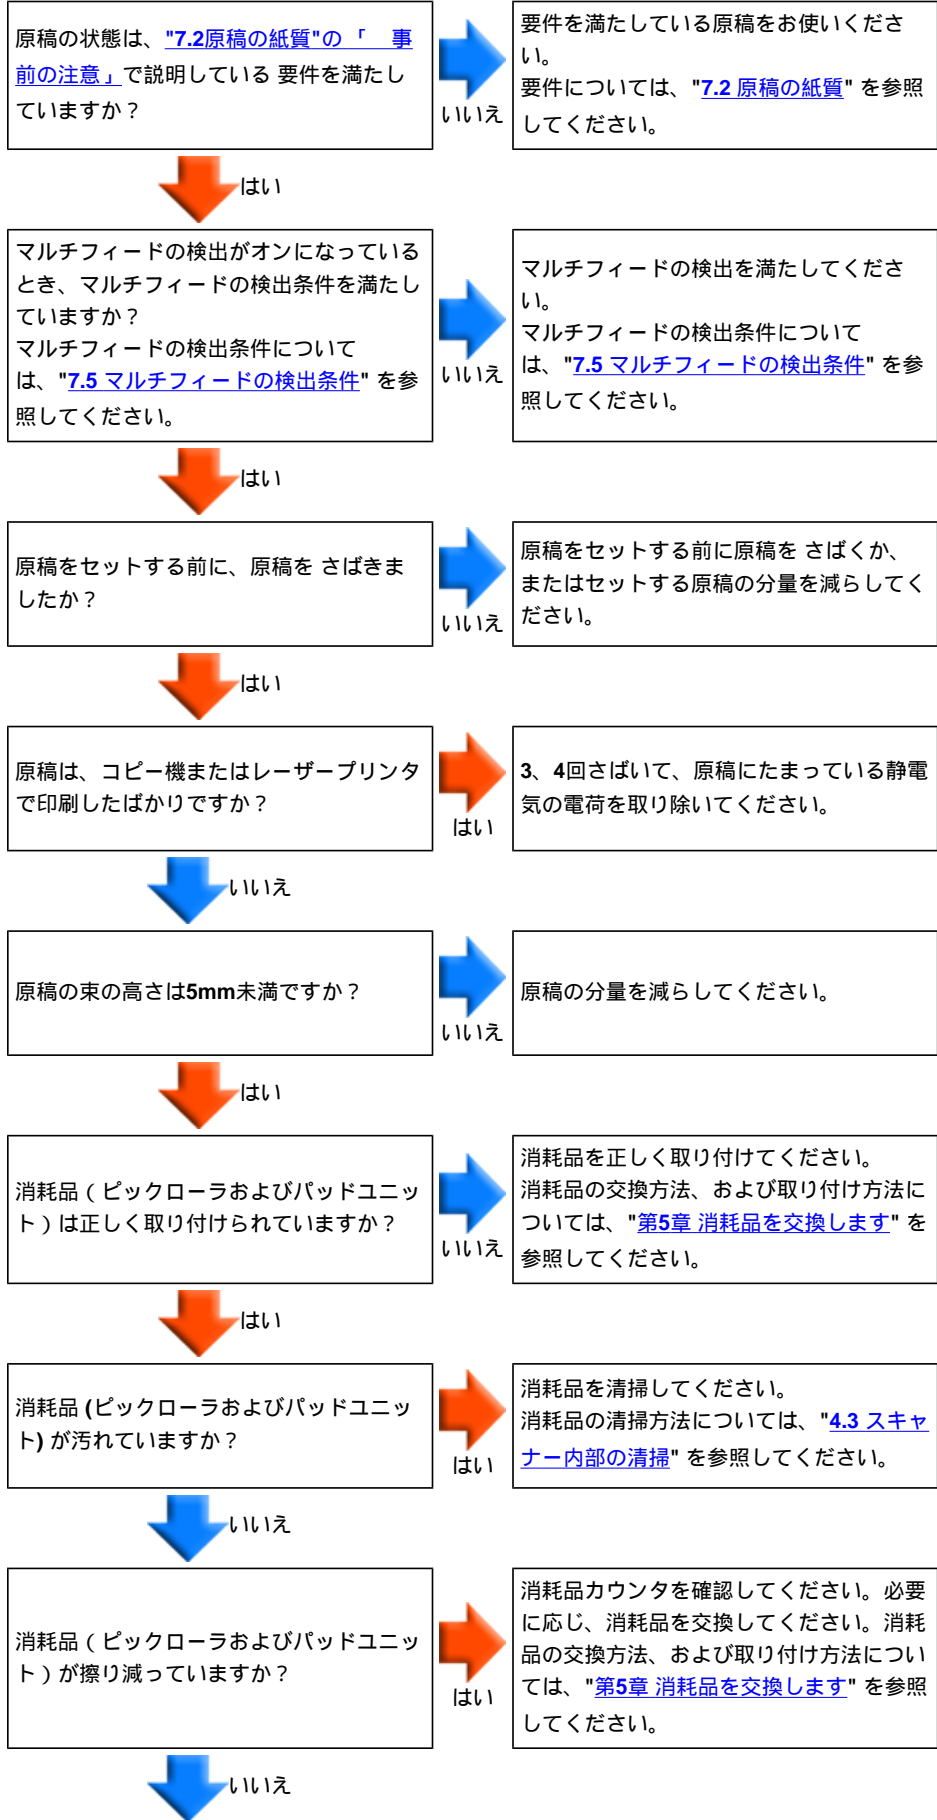 原稿の状態は、"7.2原稿の紙質"の「　事
前の注意」で説明している 要件を満たし
ていますか？
いいえ
要件を満たしている原稿をお使いくださ
い。
要件については、"7.2 原稿の紙質" を参照
してください。
はい
マルチフィードの検出がオンになっている
とき、マルチフィードの検出条件を満たし
ていますか？
マルチフィードの検出条件について
は、"7.5 マルチフィードの検出条件" を参
照してください。
いいえ
マルチフィードの検出を満たしてくださ
い。
マルチフィードの検出条件について
は、"7.5 マルチフィードの検出条件" を参
照してください。
はい
原稿をセットする前に、原稿を さばきま
したか？
いいえ
原稿をセットする前に原稿を さばくか、
またはセットする原稿の分量を減らしてく
ださい。
はい
原稿は、コピー機またはレーザープリンタ
で印刷したばかりですか？
はい
3、4回さばいて、原稿にたまっている静電
気の電荷を取り除いてください。
いいえ
原稿の束の高さは5mm未満ですか？
いいえ
原稿の分量を減らしてください。
はい
消耗品（ピックローラおよびパッドユニッ
ト）は正しく取り付けられていますか？
いいえ
消耗品を正しく取り付けてください。
消耗品の交換方法、および取り付け方法に
ついては、"第5章 消耗品を交換します" を
参照してください。
はい
消耗品 (ピックローラおよびパッドユニッ
ト) が汚れていますか？
はい
消耗品を清掃してください。
消耗品の清掃方法については、"4.3 スキャ
ナー内部の清掃" を参照してください。
いいえ
消耗品（ピックローラおよびパッドユニッ
ト）が擦り減っていますか？
はい
消耗品カウンタを確認してください。必要
に応じ、消耗品を交換してください。消耗
品の交換方法、および取り付け方法につい
ては、"第5章 消耗品を交換します" を参照
してください。
いいえ